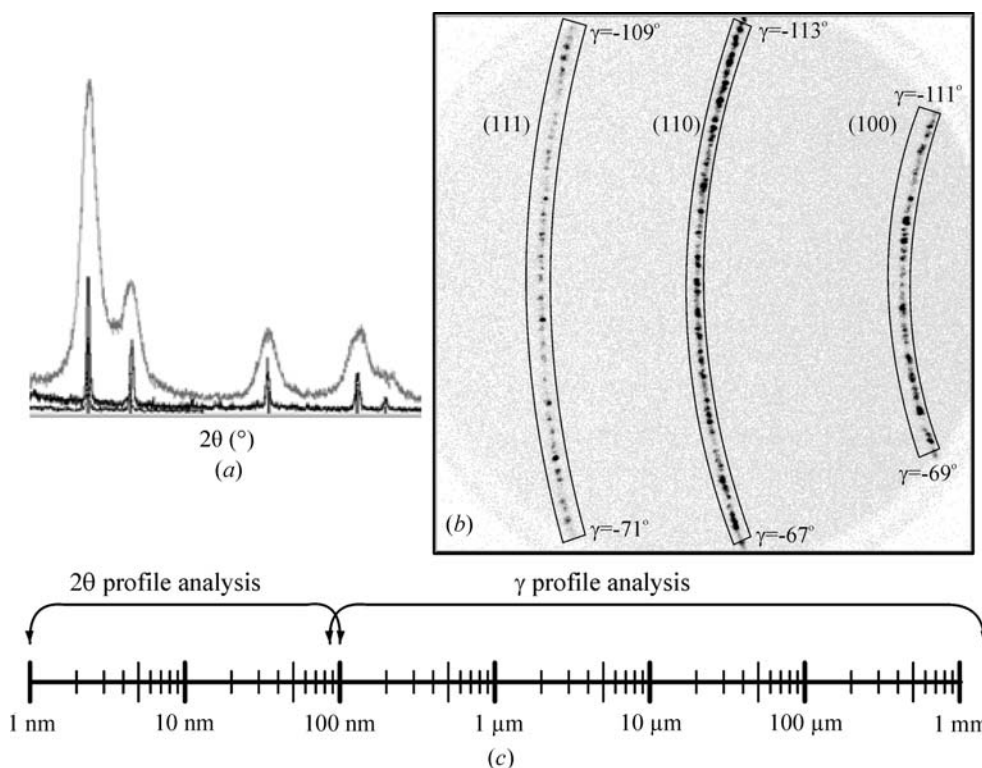 2θ (°)
(a)
γ=-109°
γ=-113°
γ=-111°
(111)
(110)
(100)
γ=-69°
(b)
γ=-71°
γ=-67°
2θ profile analysis
γ profile analysis
1 nm
10 nm
100 nm
1 μm
10 μm
100 μm
1 mm
(c)